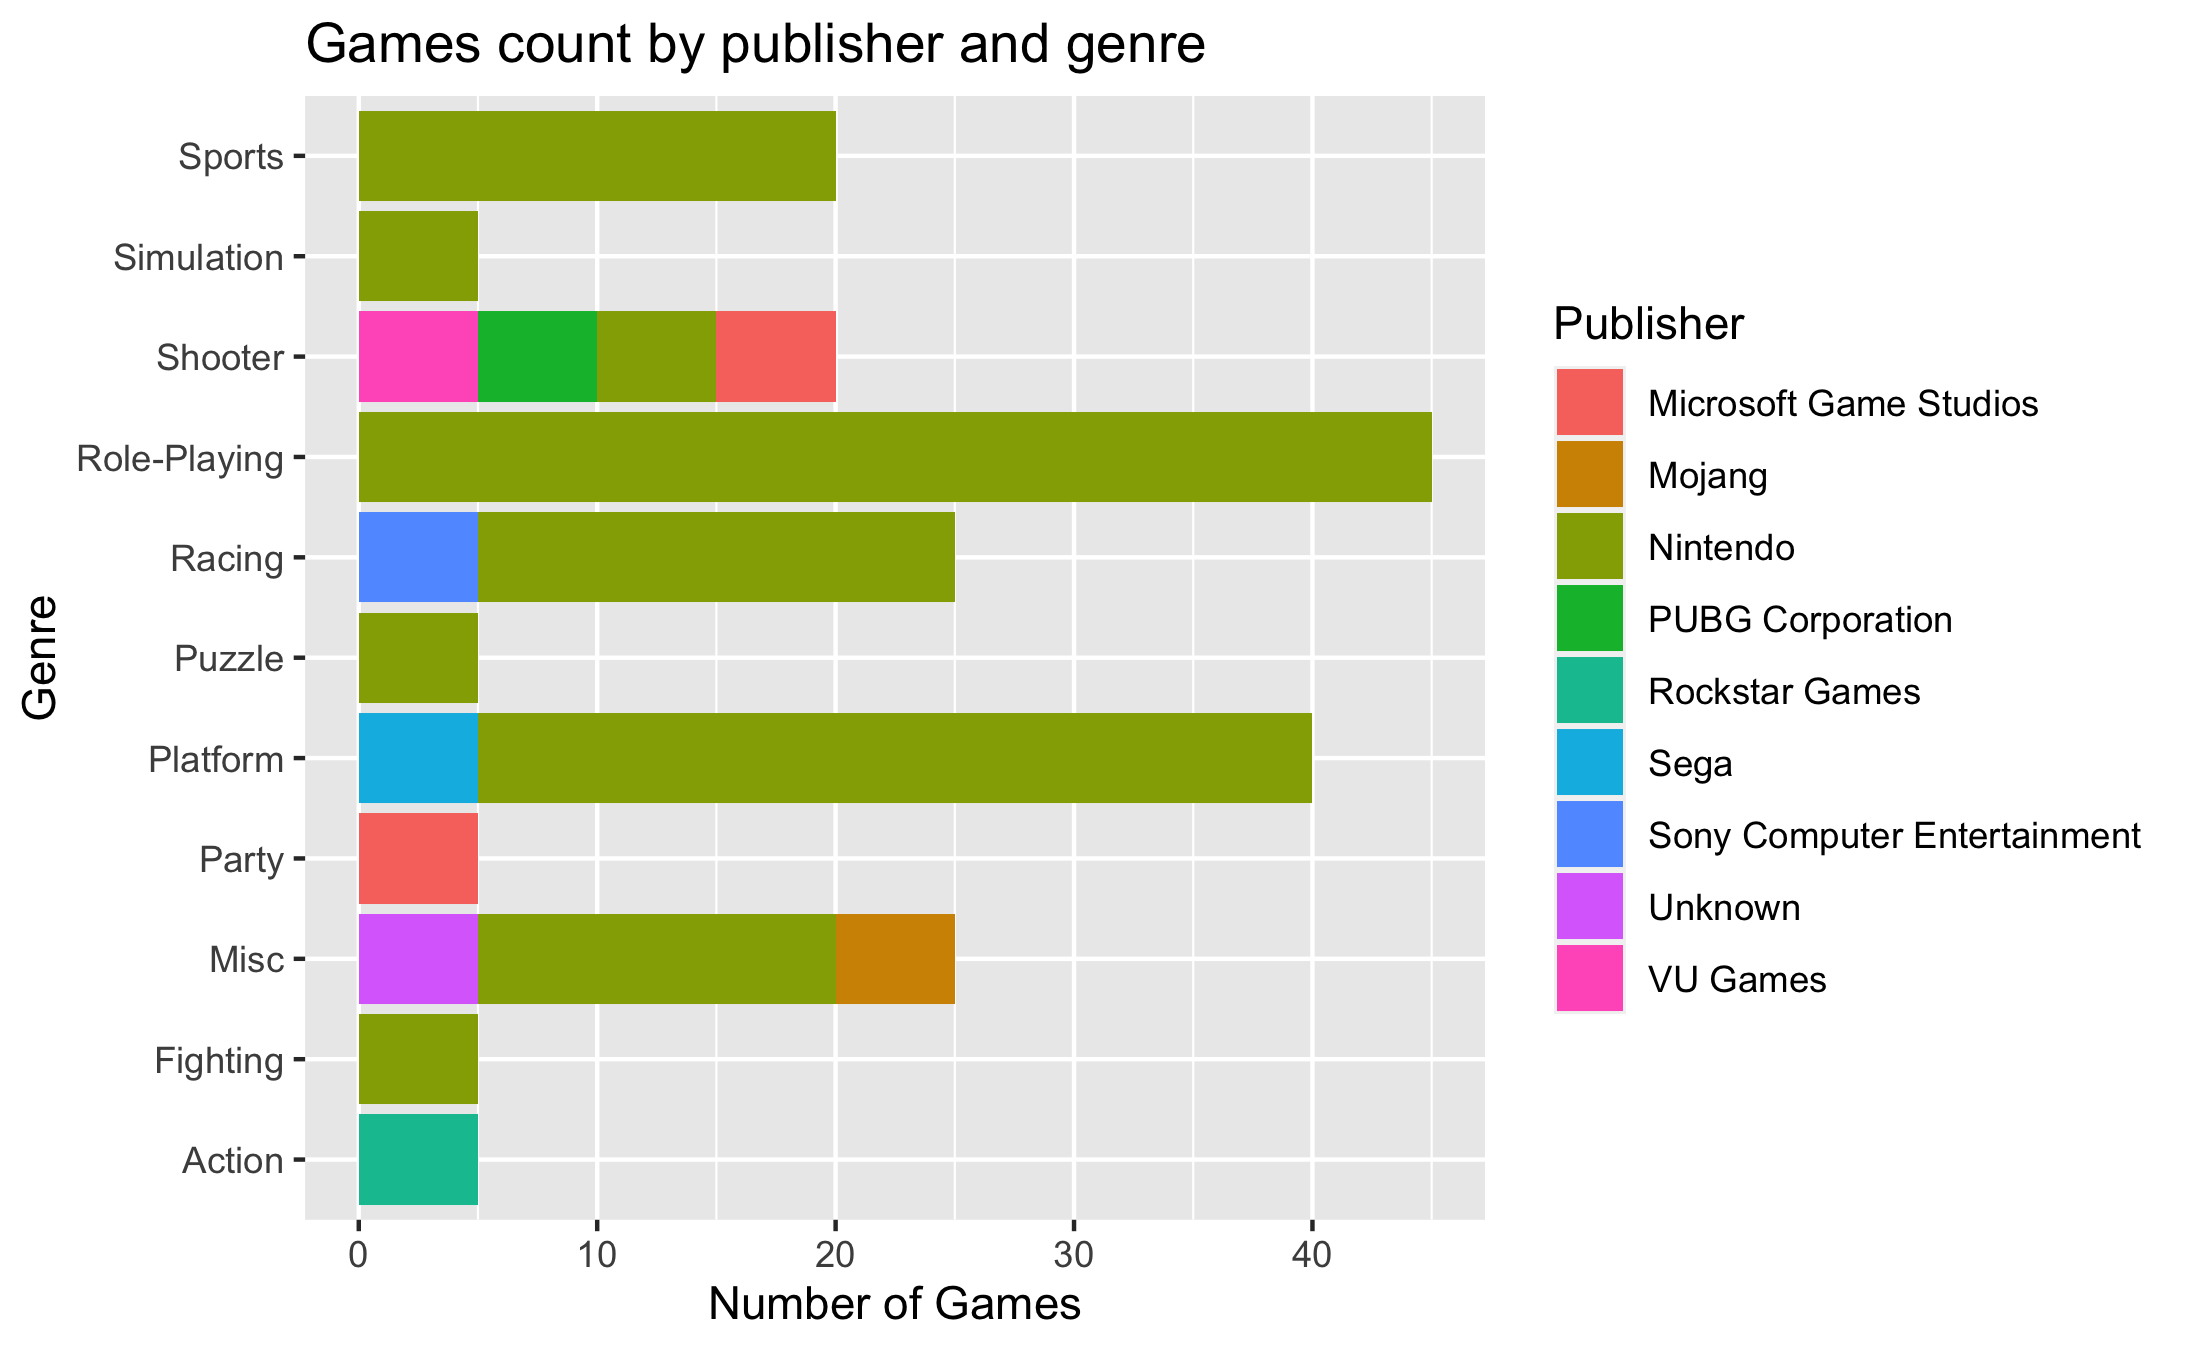 Games count by publisher and genre
Genre
Sports
Simulation
Shooter
Role-Playing
Racing
Puzzle
Platform
Party
Misc
Fighting
Action
0 10 20 30 40
Number of Games
Publisher
Microsoft Game Studios
Mojang
Nintendo
PUBG Corporation
Rockstar Games
Sega
Sony Computer Entertainment
Unknown
VU Games